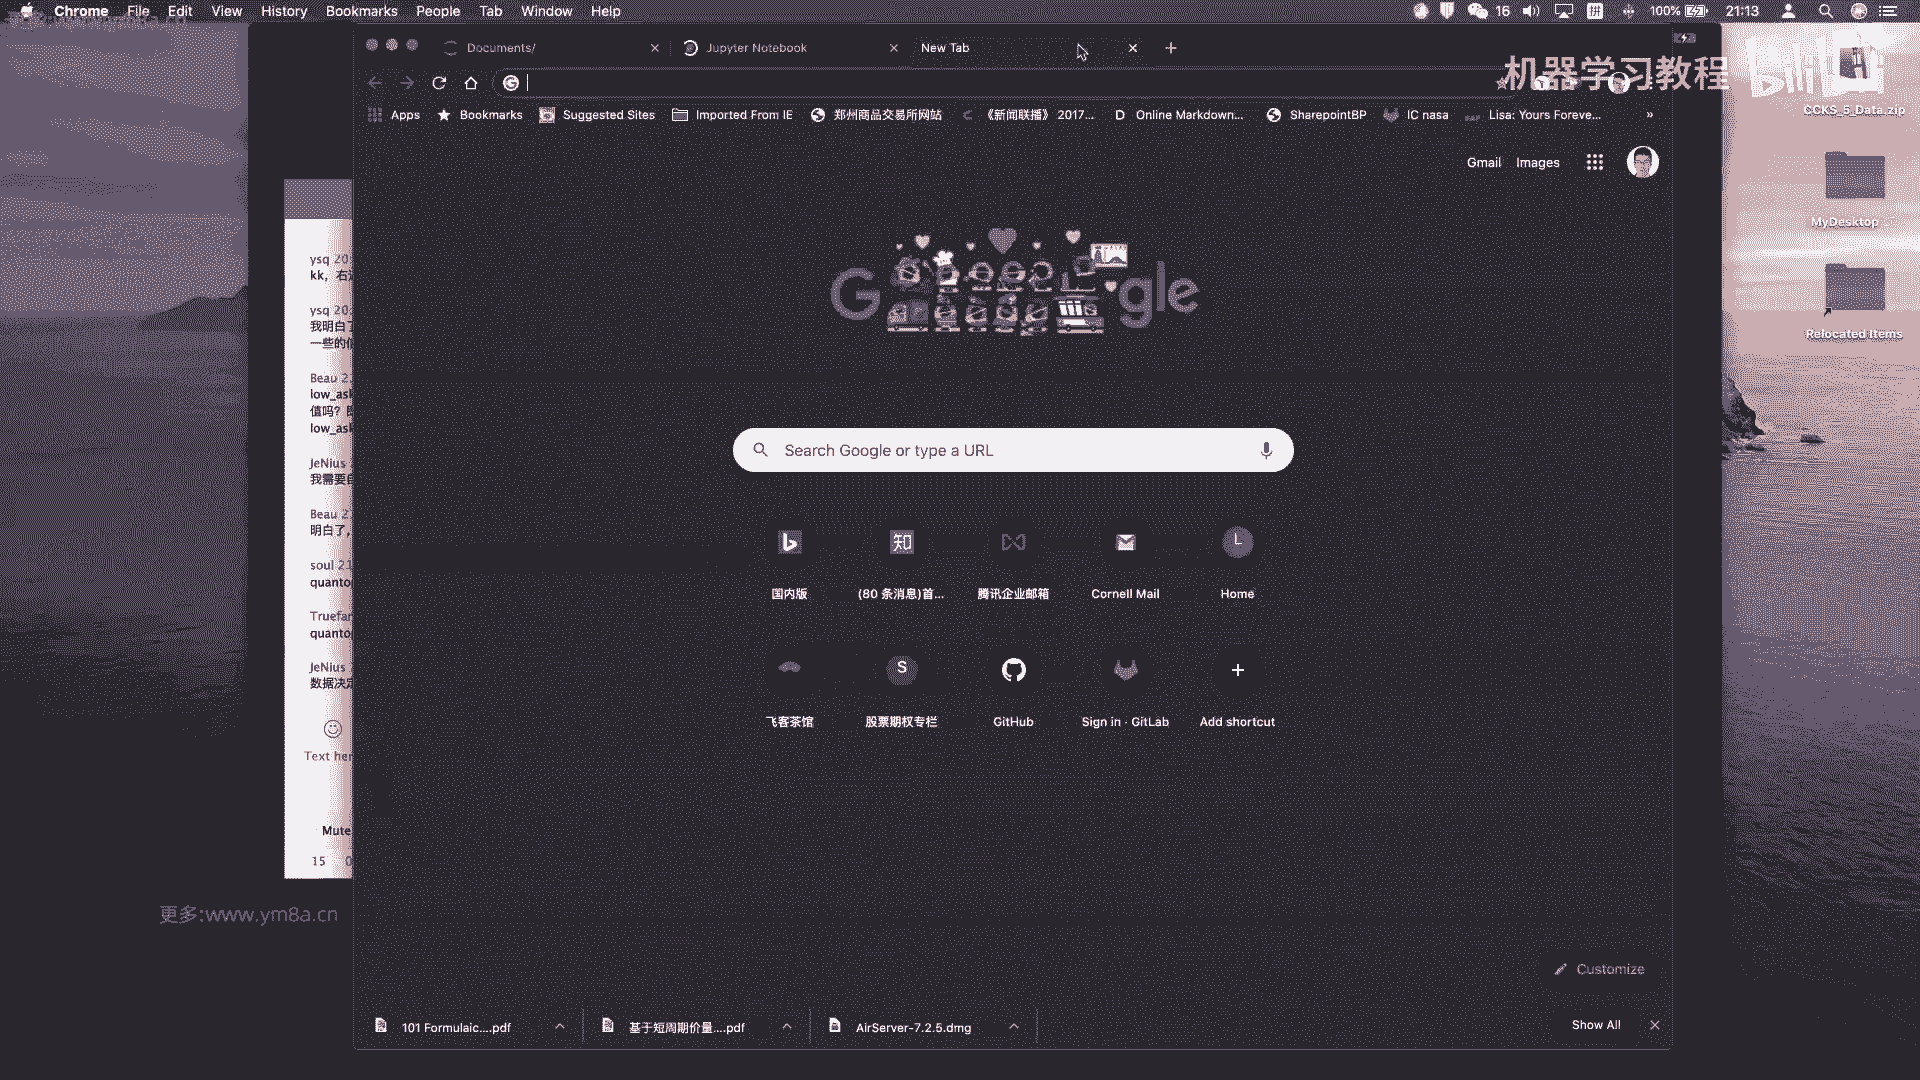 Chrome File Edit View History Bookmarks People Tab Window Help
16 100% 21:13
Documents/
Jupyter Notebook
New Tab
机器学习教程
bilibili
Apps Bookmarks Suggested Sites Imported From IE 郑州商品交易所网站 《新闻联播》 2017... Online Markdown... SharepointBP IC nasa Lisa: Yours Foreve... »
CCKS_5_Data.zip
Gmail Images
MyDesktop
Relocated Items
G gle
Search Google or type a URL
国内版
(80 条消息)首...
腾讯企业邮箱
Cornell Mail
L
Home
飞客茶馆
S
股票期权专栏
GitHub
Sign in · GitLab
Add shortcut
ysq 20
kk,
ysq 20
我明白了
Beau 2
low_ask
值吗?
low_ask
JeNius
我需要
Beau 2
明白了,
soul 21
quantop
Truefan
quantop
JeNius
数据决定
Text her
Mute
15 0
更多:www.ym8a.cn
Customize
101 Formulaic....pdf
基于短周期价量....pdf
AirServer-7.2.5.dmg
Show All